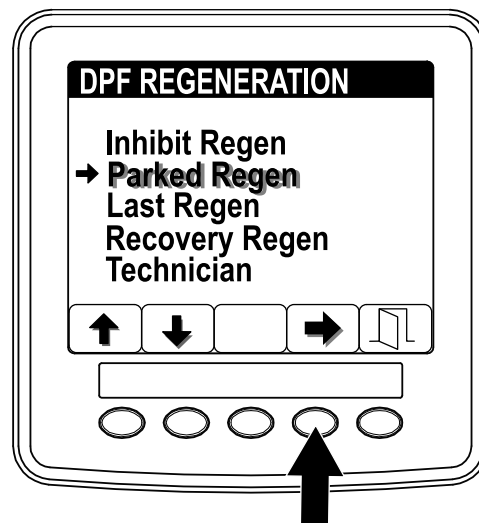 DPF REGENERATION
Inhibit Regen
Parked Regen
Last Regen
Recovery Regen
Technician